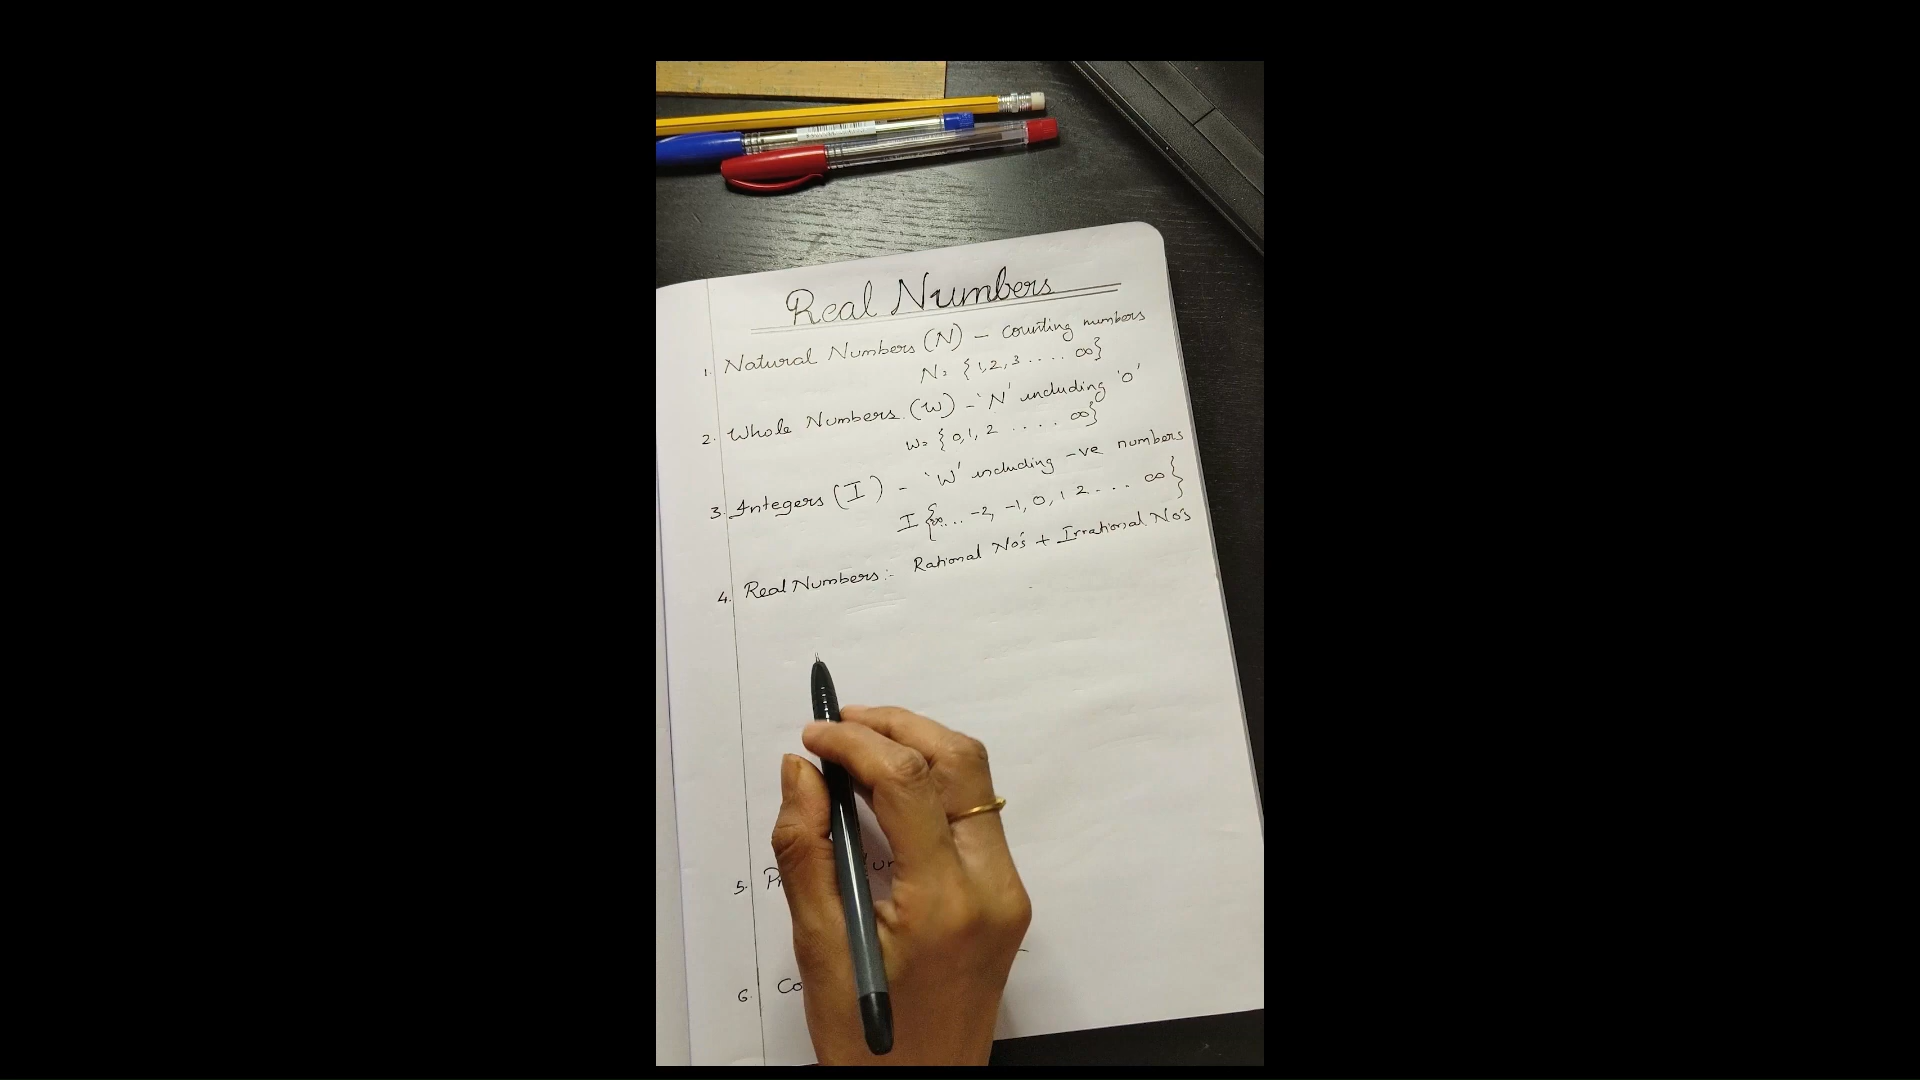 Real Numbers
1. Natural Numbers (N) - Counting numbers
N= {1,2,3 .... ∞}
2. Whole Numbers (W) - 'N' including '0'
W= {0,1,2 ..... ∞}
3. Integers (I) - 'W' including -ve numbers
I {∞... -2, -1, 0, 1 2.... ∞}
4. Real Numbers:- Rational No's + Irrational No's
5.
6.